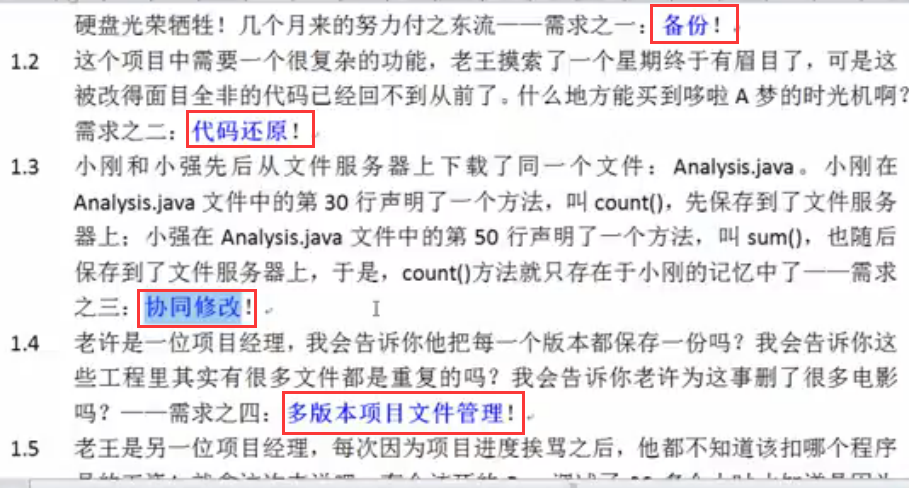 硬盘光荣牺牲！几个月来的努力付之东流——需求之一：备份！
1.2 这个项目中需要一个很复杂的功能，老王摸索了一个星期终于有眉目了，可是这
被改得面目全非的代码已经回不到从前了。什么地方能买到哆啦 A 梦的时光机啊？
需求之二：代码还原！
1.3 小刚和小强先后从文件服务器上下载了同一个文件：Analysis.java。小刚在
Analysis.java 文件中的第 30 行声明了一个方法，叫 count()，先保存到了文件服务
器上；小强在 Analysis.java 文件中的第 50 行声明了一个方法，叫 sum()，也随后
保存到了文件服务器上，于是，count()方法就只存在于小刚的记忆中了——需求
之三：协同修改！
1.4 老许是一位项目经理，我会告诉你他把每一个版本都保存一份吗？我会告诉你这
些工程里其实有很多文件都是重复的吗？我会告诉你老许为这事删了很多电影
吗？——需求之四：多版本项目文件管理！
1.5 老王是另一位项目经理，每次因为项目进度挨骂之后，他都不知道该扣哪个程序